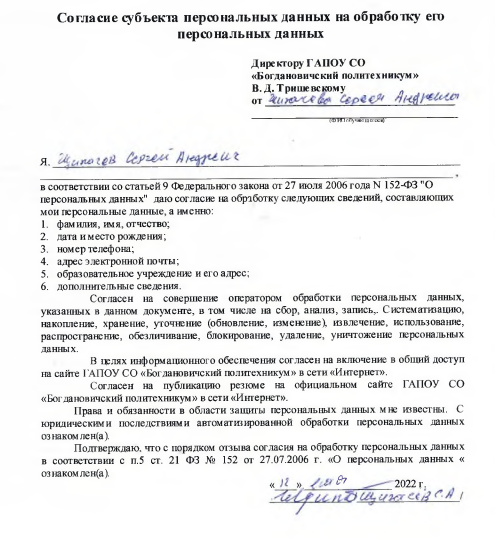 Согласие субъекта персональных данных на обработку его
персональных данных
Директору ГАПОУ СО
«Богдановичский политехникум»
В. Д. Тришевскому
от Щипачева Сергея Андреевича
Я, Щипачев Сергей Андреевич
в соответствии со статьей 9 Федерального закона от 27 июля 2006 года N 152-ФЗ "О
персональных данных" даю согласие на обработку следующих сведений, составляющих
мои персональные данные, а именно:
1. фамилия, имя, отчество;
2. дата и место рождения;
3. номер телефона;
4. адрес электронной почты;
5. образовательное учреждение и его адрес;
6. дополнительные сведения.
Согласен на совершение оператором обработки персональных данных,
указанных в данном документе, в том числе на сбор, анализ, запись,. Систематизацию,
накопление, хранение, уточнение (обновление, изменение), извлечение, использование,
распространение, обезличивание, блокирование, удаление, уничтожение персональных
данных.
В целях информационного обеспечения согласен на включение в общий доступ
на сайте ГАПОУ СО «Богдановичский политехникум» в сети «Интернет».
Согласен на публикацию резюме на официальном сайте ГАПОУ СО
«Богдановичский политехникум» в сети «Интернет».
Права и обязанности в области защиты персональных данных мне известны. С
юридическими последствиями автоматизированной обработки персональных данных
ознакомлен(а).
Подтверждаю, что с порядком отзыва согласия на обработку персональных данных
в соответствии с п.5 ст. 21 ФЗ № 152 от 27.07.2006 г. «О персональных данных «
ознакомлен(а).
« 12 » 2022 г.
Щипачев С.А